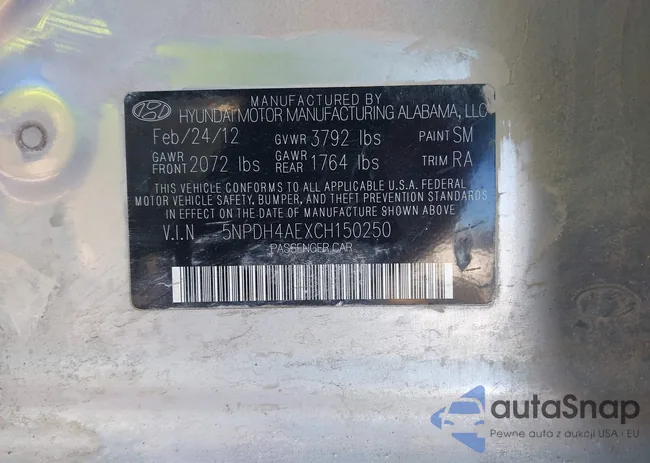 MANUFACTURED BY
HYUNDAI MOTOR MANUFACTURING ALABAMA, LLC
Feb/24/12 GVWR 3792 lbs PAINT SM
GAWR FRONT 2072 lbs GAWR REAR 1764 lbs TRIM RA
THIS VEHICLE CONFORMS TO ALL APPLICABLE U.S.A. FEDERAL
MOTOR VEHICLE SAFETY, BUMPER, AND THEFT PREVENTION STANDARDS
IN EFFECT ON THE DATE OF MANUFACTURE SHOWN ABOVE.
V.I.N 5NPDH4AEXCH150250
PASSENGER CAR
autaSnap
Pewne auta z aukcji USA i EU